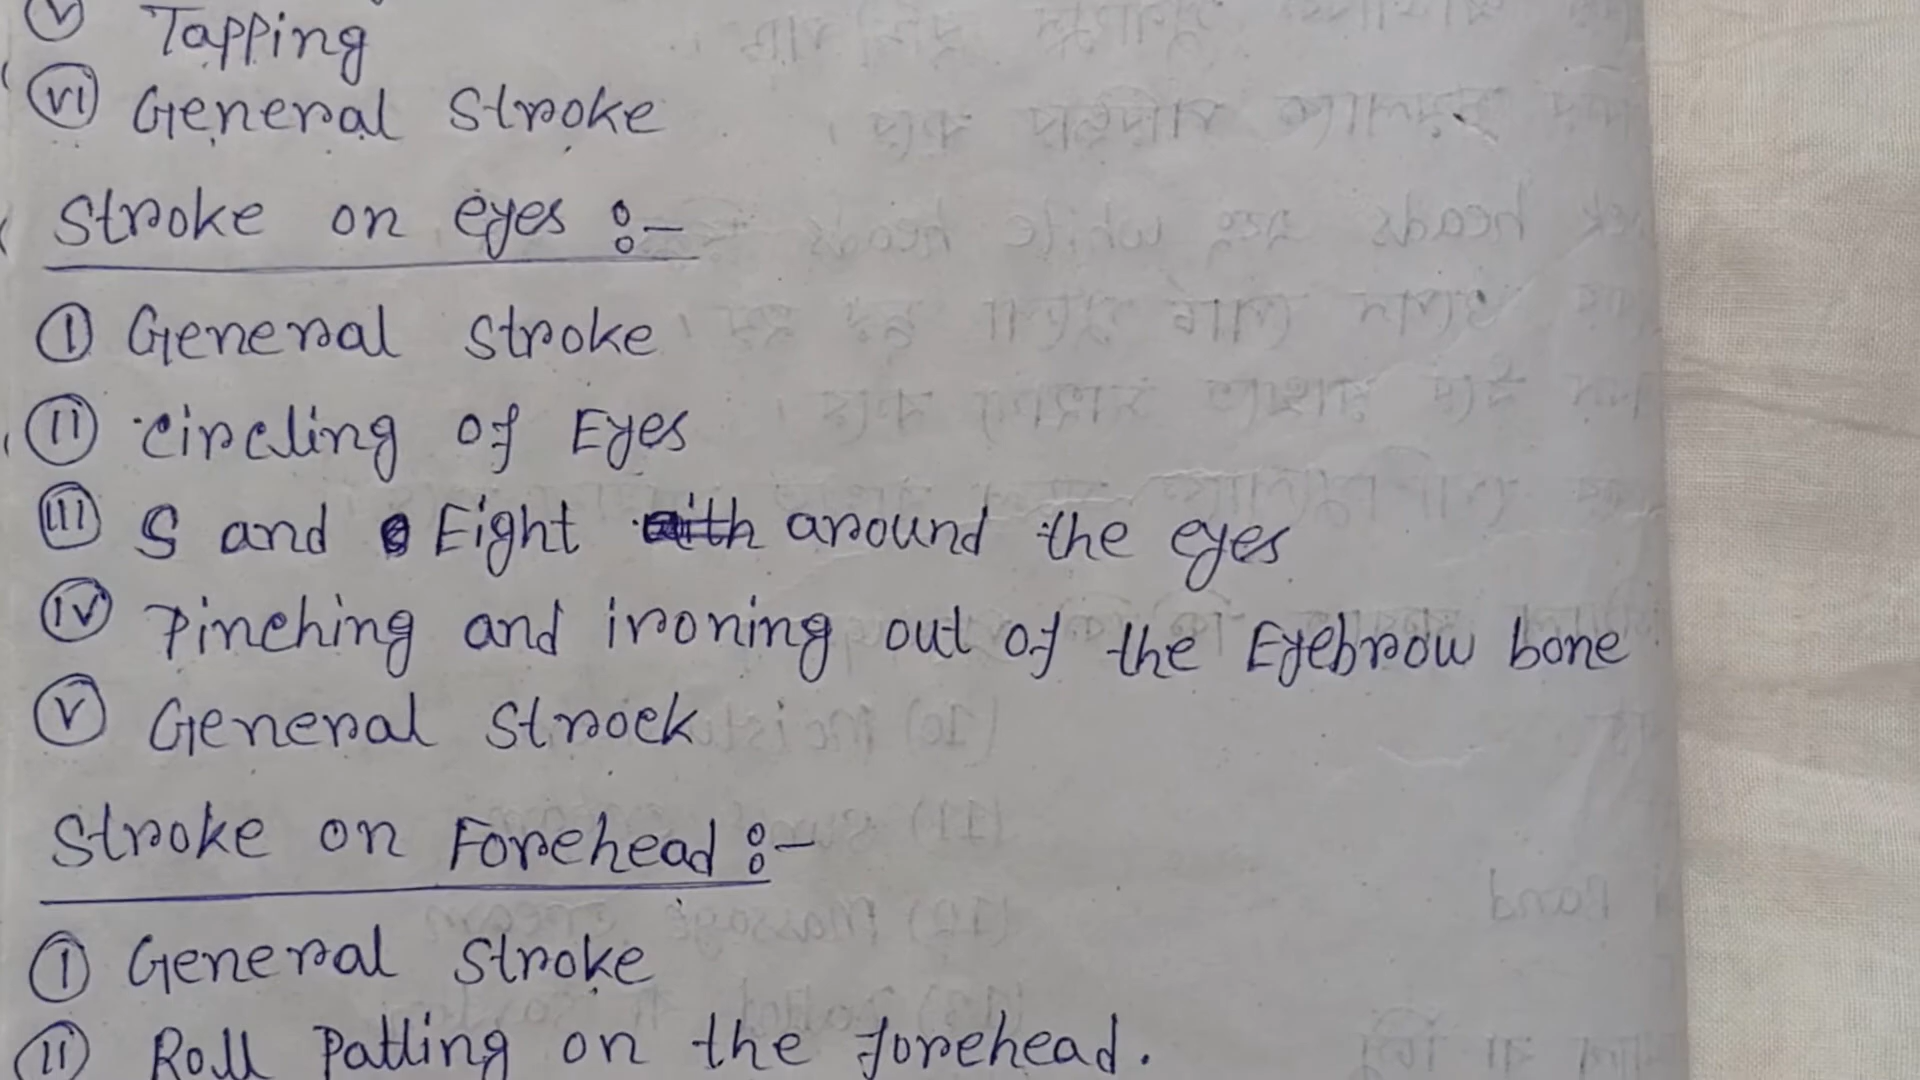 (v) Tapping
(vi) General Stroke
Stroke on eyes :-
(i) General stroke
(ii) circling of Eyes
(iii) S and Eight around the eyes
(iv) Pinching and ironing out of the Eyebrow bone
(v) General Strock
Stroke on Forehead :-
(i) General Stroke
(ii) Roll Patling on the forehead.